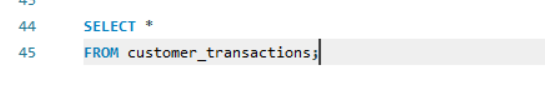 44 SELECT *
45 FROM customer_transactions;